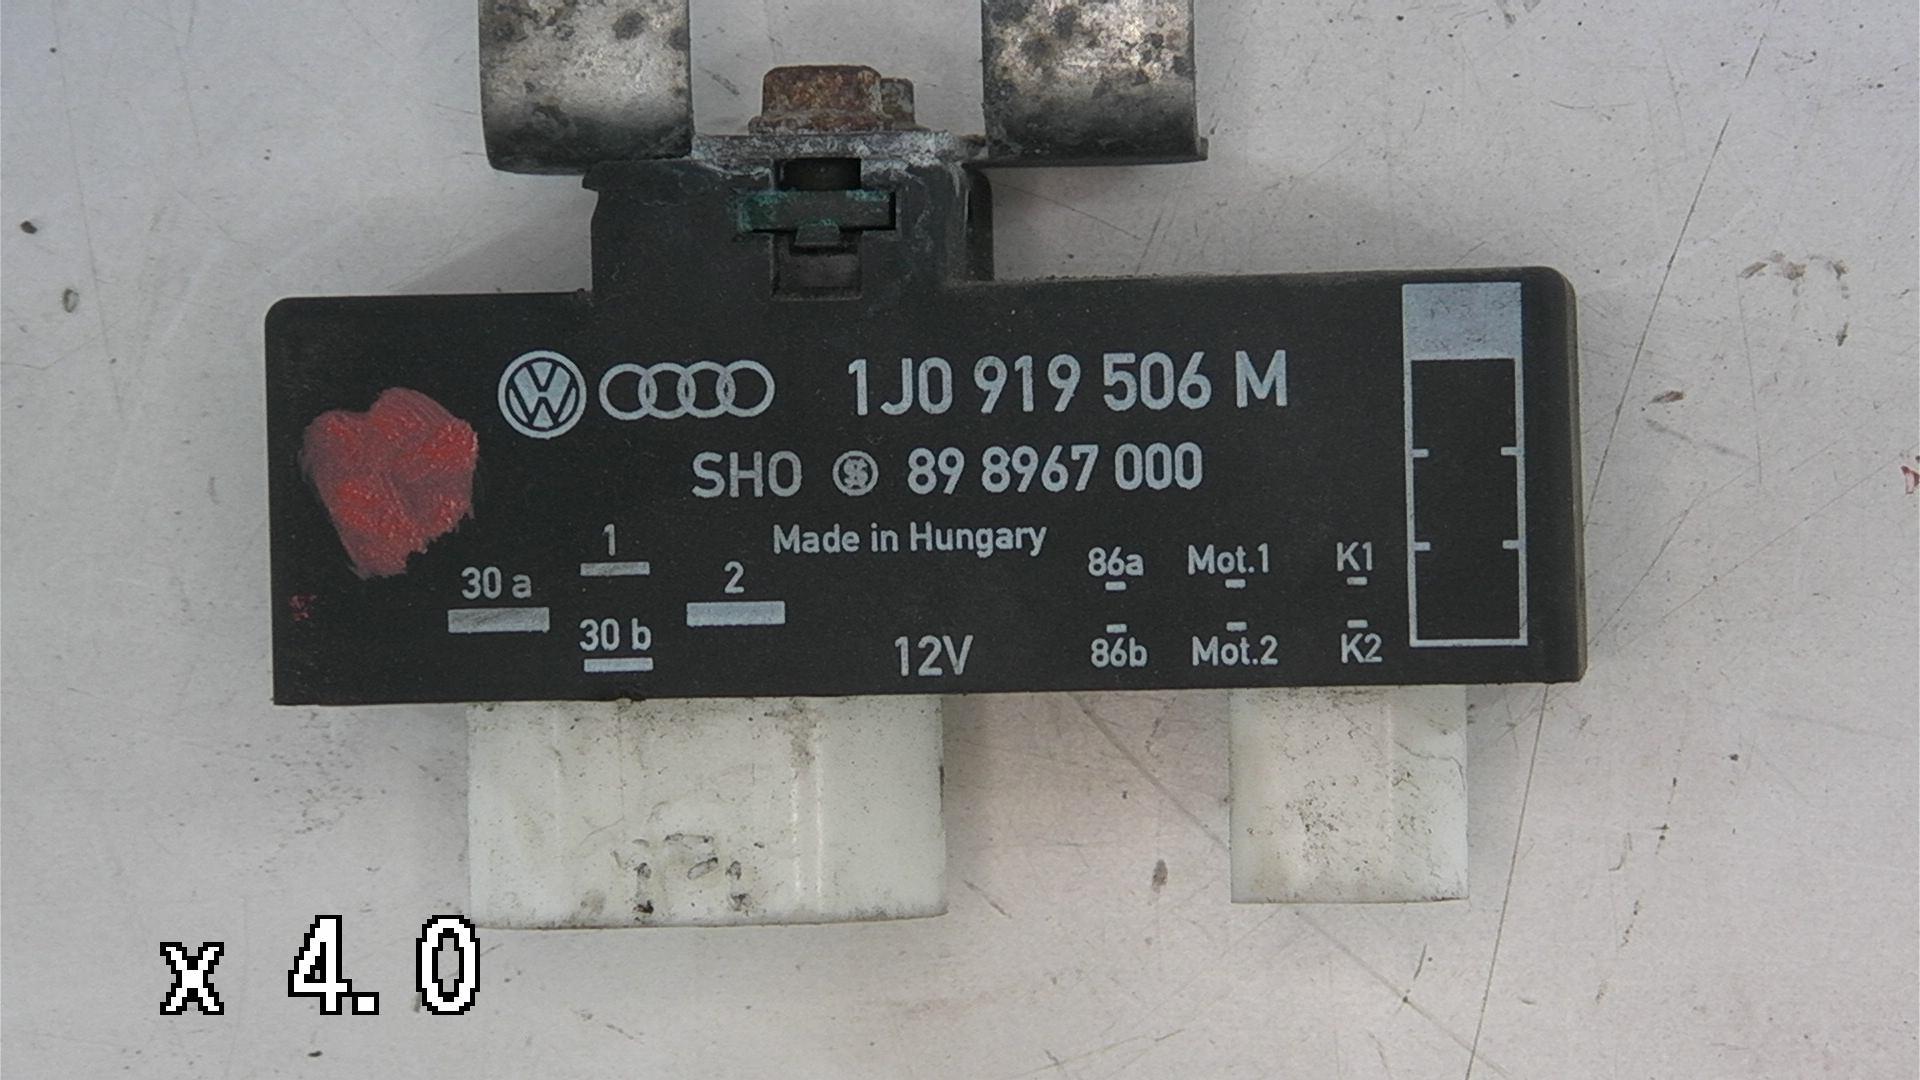 1J0 919 506 M
SHO 89 8967 000
Made in Hungary
1
30 a
2
30 b
12V
86a Mot.1 K1
86b Mot.2 K2
x 4.0